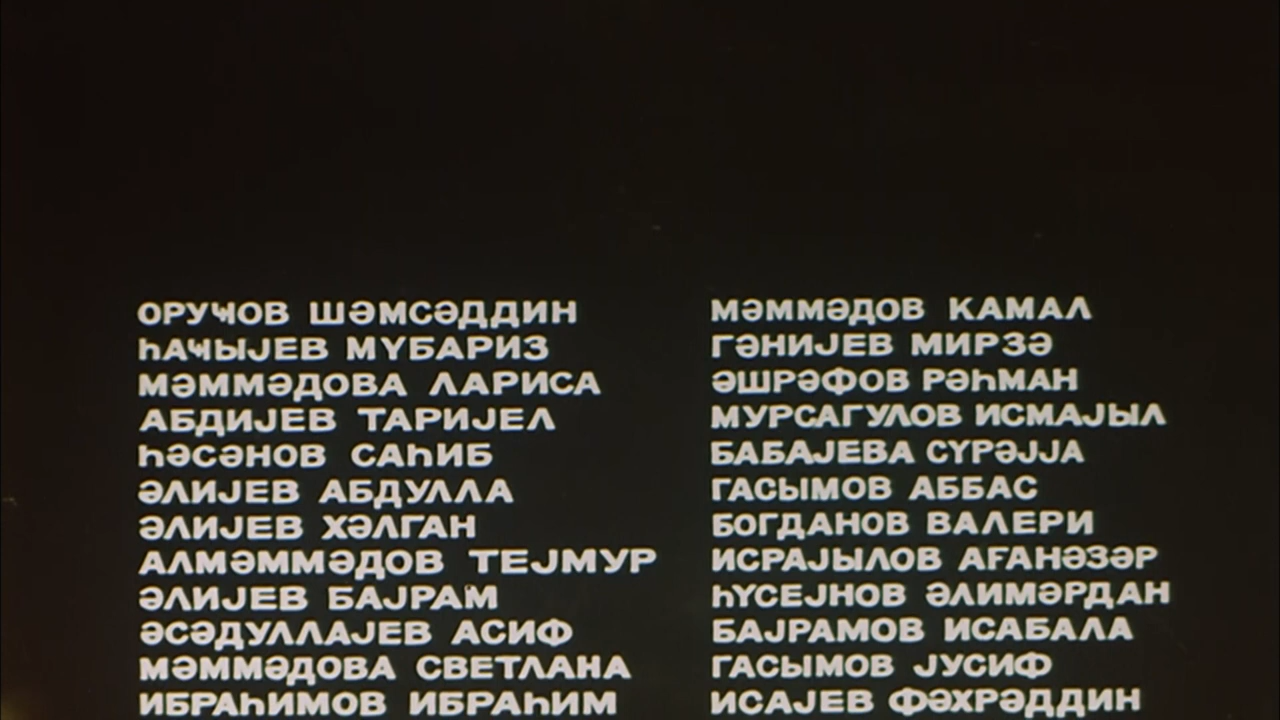 ОРУҸОВ ШӘМСӘДДИН
ҺАҸЫЈЕВ МҮБАРИЗ
МӘММӘДОВА ЛАРИСА
АБДИЈЕВ ТАРИЈЕЛ
ҺӘСӘНОВ САҺИБ
ӘЛИЈЕВ АБДУЛЛА
ӘЛИЈЕВ ХӘЛГАН
АЛМӘММӘДОВ ТЕЈМУР
ӘЛИЈЕВ БАЈРАМ
ӘСӘДУЛЛАЈЕВ АСИФ
МӘММӘДОВА СВЕТЛАНА
ИБРАҺИМОВ ИБРАҺИМ
МӘММӘДОВ КАМАЛ
ГӘНИЈЕВ МИРЗӘ
ӘШРӘФОВ РӘҺМАН
МУРСАГУЛОВ ИСМАЈЫЛ
БАБАЈЕВА СҮРӘЈЈА
ГАСЫМОВ АББАС
БОГДАНОВ ВАЛЕРИ
ИСРАЈЫЛОВ АҒАНӘЗӘР
ҺҮСЕЈНОВ ӘЛИМӘРДАН
БАЈРАМОВ ИСАБАЛА
ГАСЫМОВ ЈУСИФ
ИСАЈЕВ ФӘХРӘДДИН